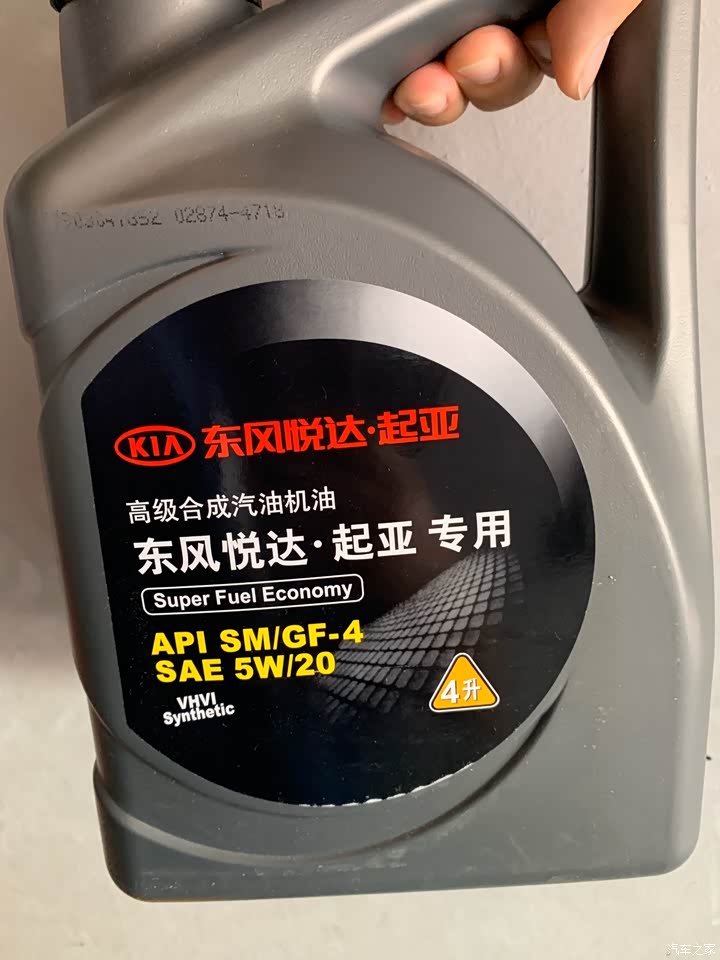 02874-4718
KIA 东风悦达·起亚
高级合成汽油机油
东风悦达·起亚 专用
Super Fuel Economy
API SM/GF-4
SAE 5W/20
VHVI
Synthetic
4升
汽车之家